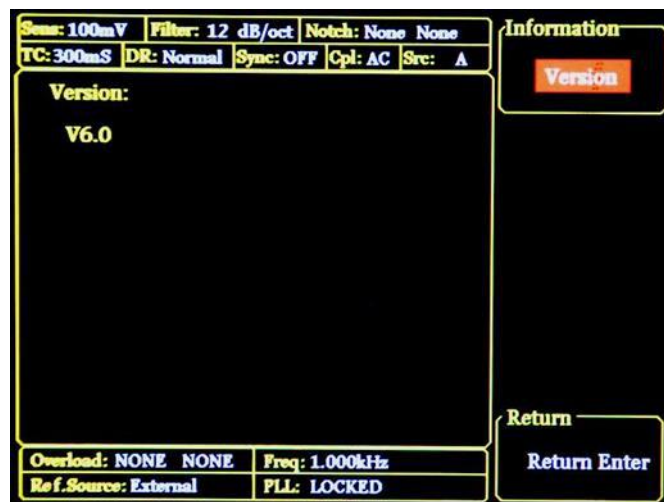 Sens: 100mV Filter: 12 dB/oct Notch: None None
TC: 300mS DR: Normal Sync: OFF Cpl: AC Src: A
Information
Version
Version:
V6.0
Return
Return Enter
Overload: NONE NONE Freq: 1.000kHz
Ref.Source: External PLL: LOCKED